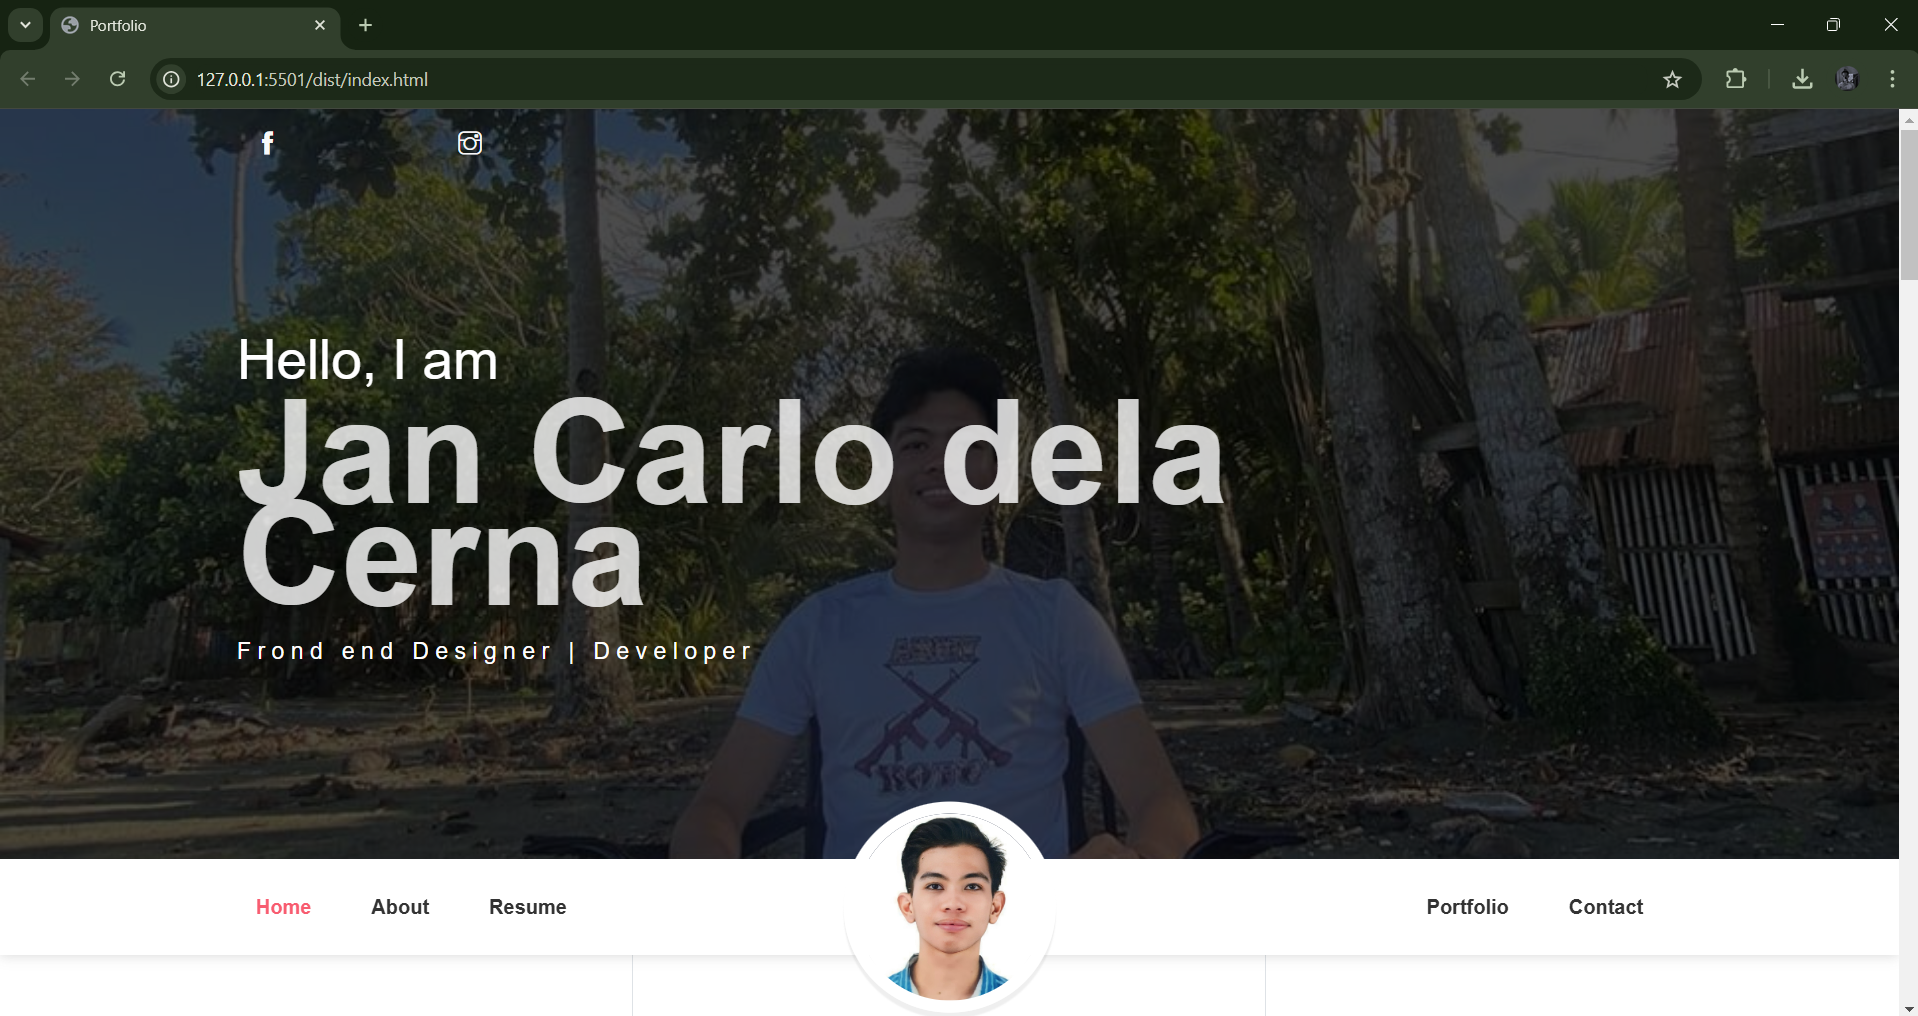 Portfolio
127.0.0.1:5501/dist/index.html
Hello, I am
Jan Carlo dela
Cerna
Frond end Designer | Developer
Home About Resume Portfolio Contact